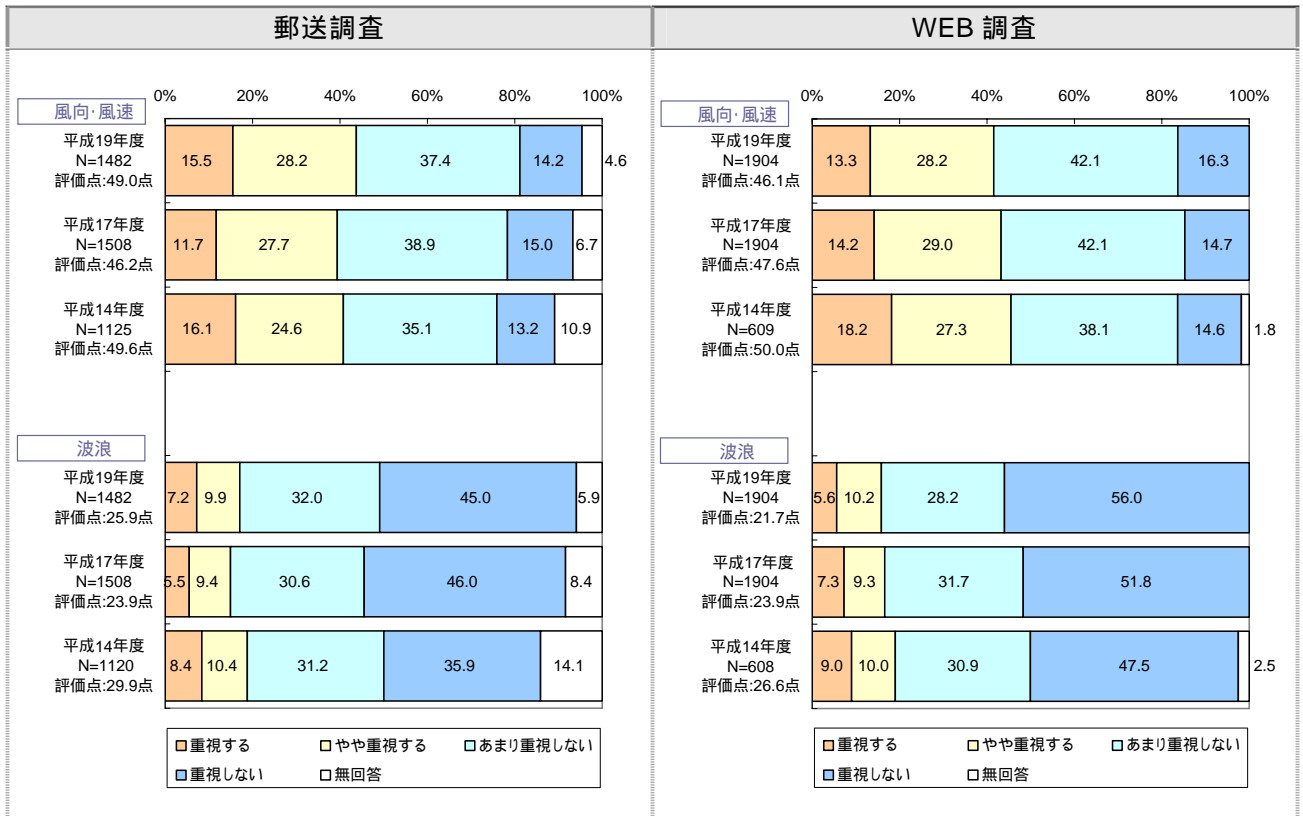 郵送調査
WEB 調査
0% 20% 40% 60% 80% 100%
風向・風速
平成19年度
N=1482
評価点:49.0点
15.5 28.2 37.4 14.2 4.6
平成17年度
N=1508
評価点:46.2点
11.7 27.7 38.9 15.0 6.7
平成14年度
N=1125
評価点:49.6点
16.1 24.6 35.1 13.2 10.9
波浪
平成19年度
N=1482
評価点:25.9点
7.2 9.9 32.0 45.0 5.9
平成17年度
N=1508
評価点:23.9点
5.5 9.4 30.6 46.0 8.4
平成14年度
N=1120
評価点:29.9点
8.4 10.4 31.2 35.9 14.1
重視する やや重視する あまり重視しない
重視しない 無回答
0% 20% 40% 60% 80% 100%
風向・風速
平成19年度
N=1904
評価点:46.1点
13.3 28.2 42.1 16.3
平成17年度
N=1904
評価点:47.6点
14.2 29.0 42.1 14.7
平成14年度
N=609
評価点:50.0点
18.2 27.3 38.1 14.6 1.8
波浪
平成19年度
N=1904
評価点:21.7点
5.6 10.2 28.2 56.0
平成17年度
N=1904
評価点:23.9点
7.3 9.3 31.7 51.8
平成14年度
N=608
評価点:26.6点
9.0 10.0 30.9 47.5 2.5
重視する やや重視する あまり重視しない
重視しない 無回答